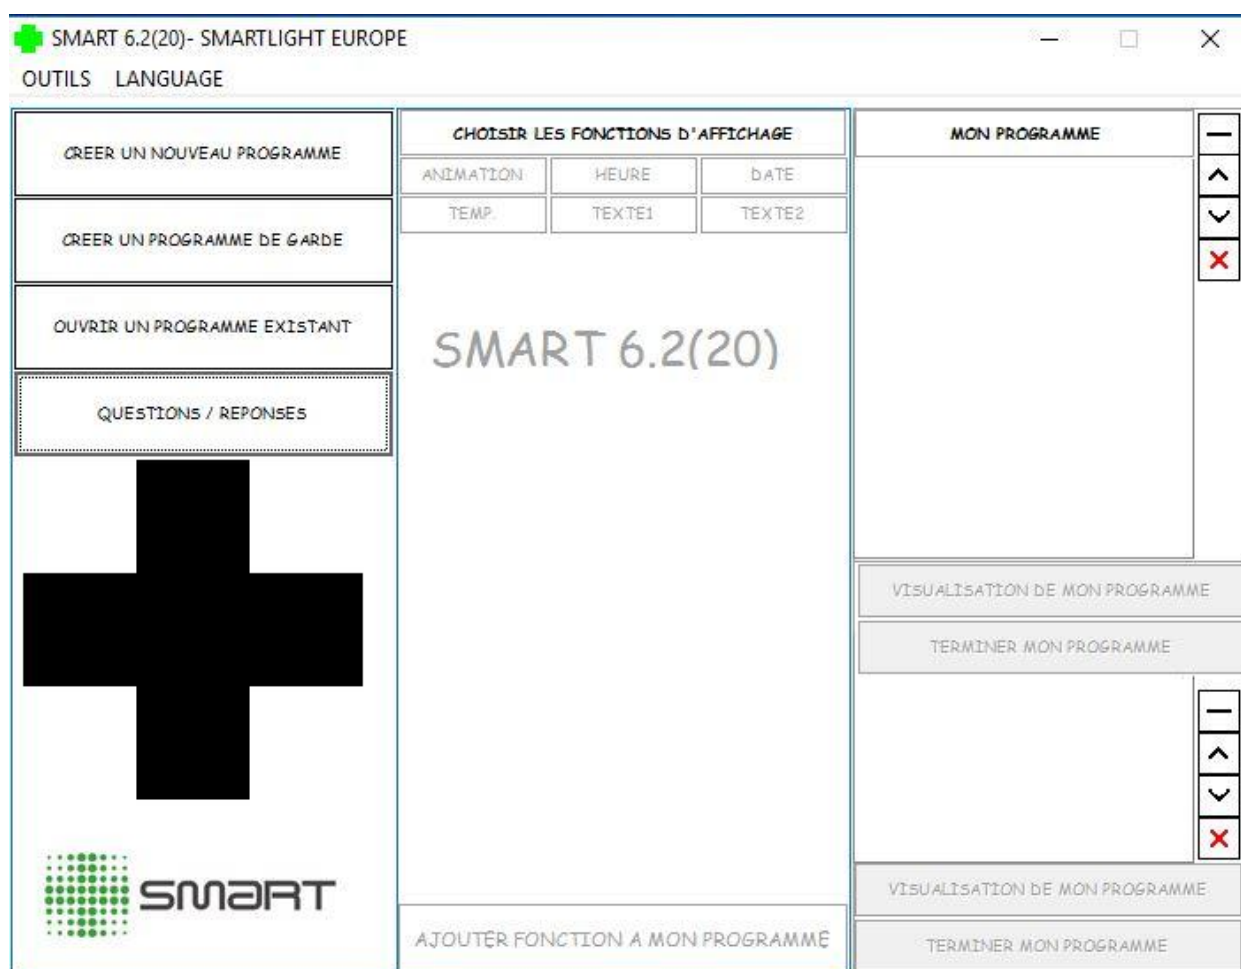 SMART 6.2(20)- SMARTLIGHT EUROPE
OUTILS LANGUAGE
CREER UN NOUVEAU PROGRAMME
CREER UN PROGRAMME DE GARDE
OUVRIR UN PROGRAMME EXISTANT
QUESTIONS / REPONSES
SMART
CHOISIR LES FONCTIONS D'AFFICHAGE
ANIMATION HEURE DATE
TEMP. TEXTE1 TEXTE2
SMART 6.2(20)
AJOUTER FONCTION A MON PROGRAMME
MON PROGRAMME
VISUALISATION DE MON PROGRAMME
TERMINER MON PROGRAMME
VISUALISATION DE MON PROGRAMME
TERMINER MON PROGRAMME